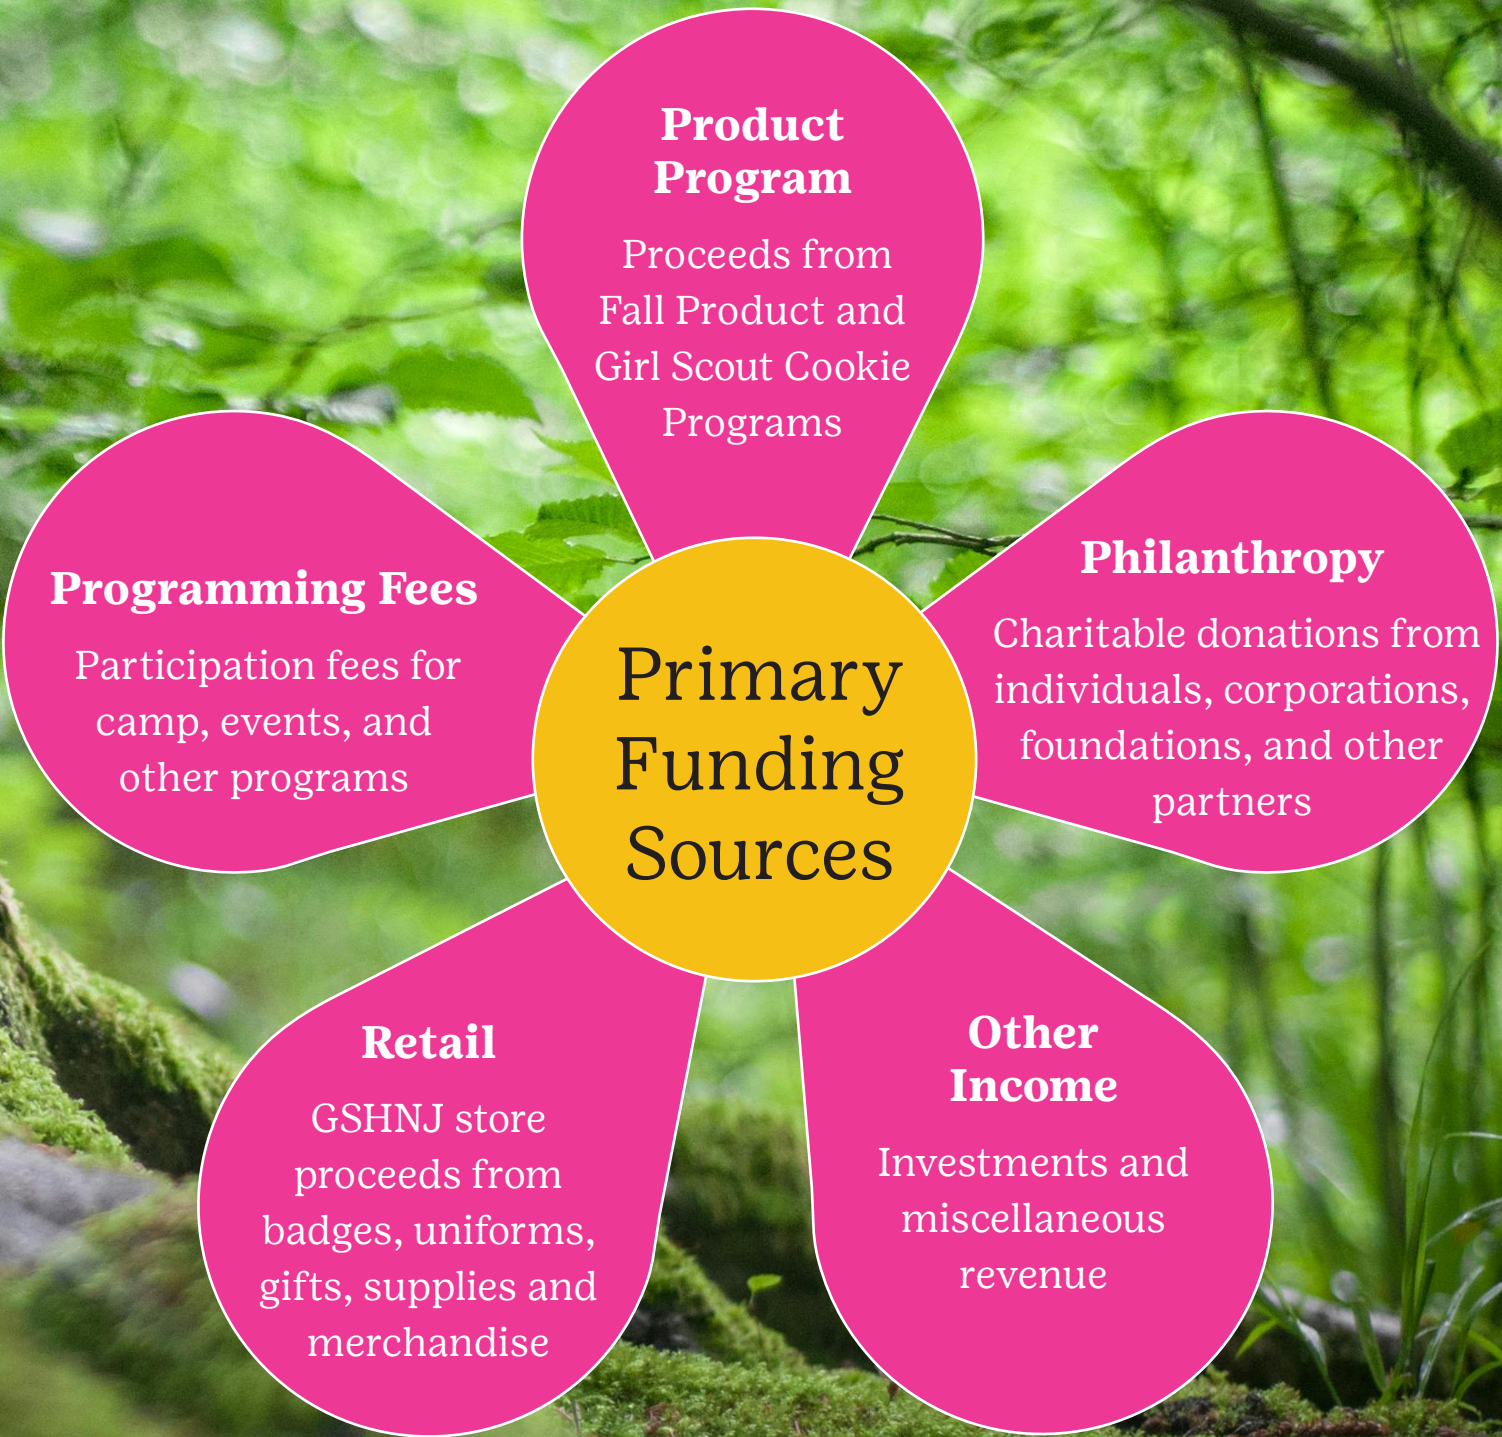 Product
Program
Proceeds from
Fall Product and
Girl Scout Cookie
Programs
Philanthropy
Charitable donations from
individuals, corporations,
foundations, and other
partners
Programming Fees
Participation fees for
camp, events, and
other programs
Primary
Funding
Sources
Other
Income
Investments and
miscellaneous
revenue
Retail
GSHNJ store
proceeds from
badges, uniforms,
gifts, supplies and
merchandise